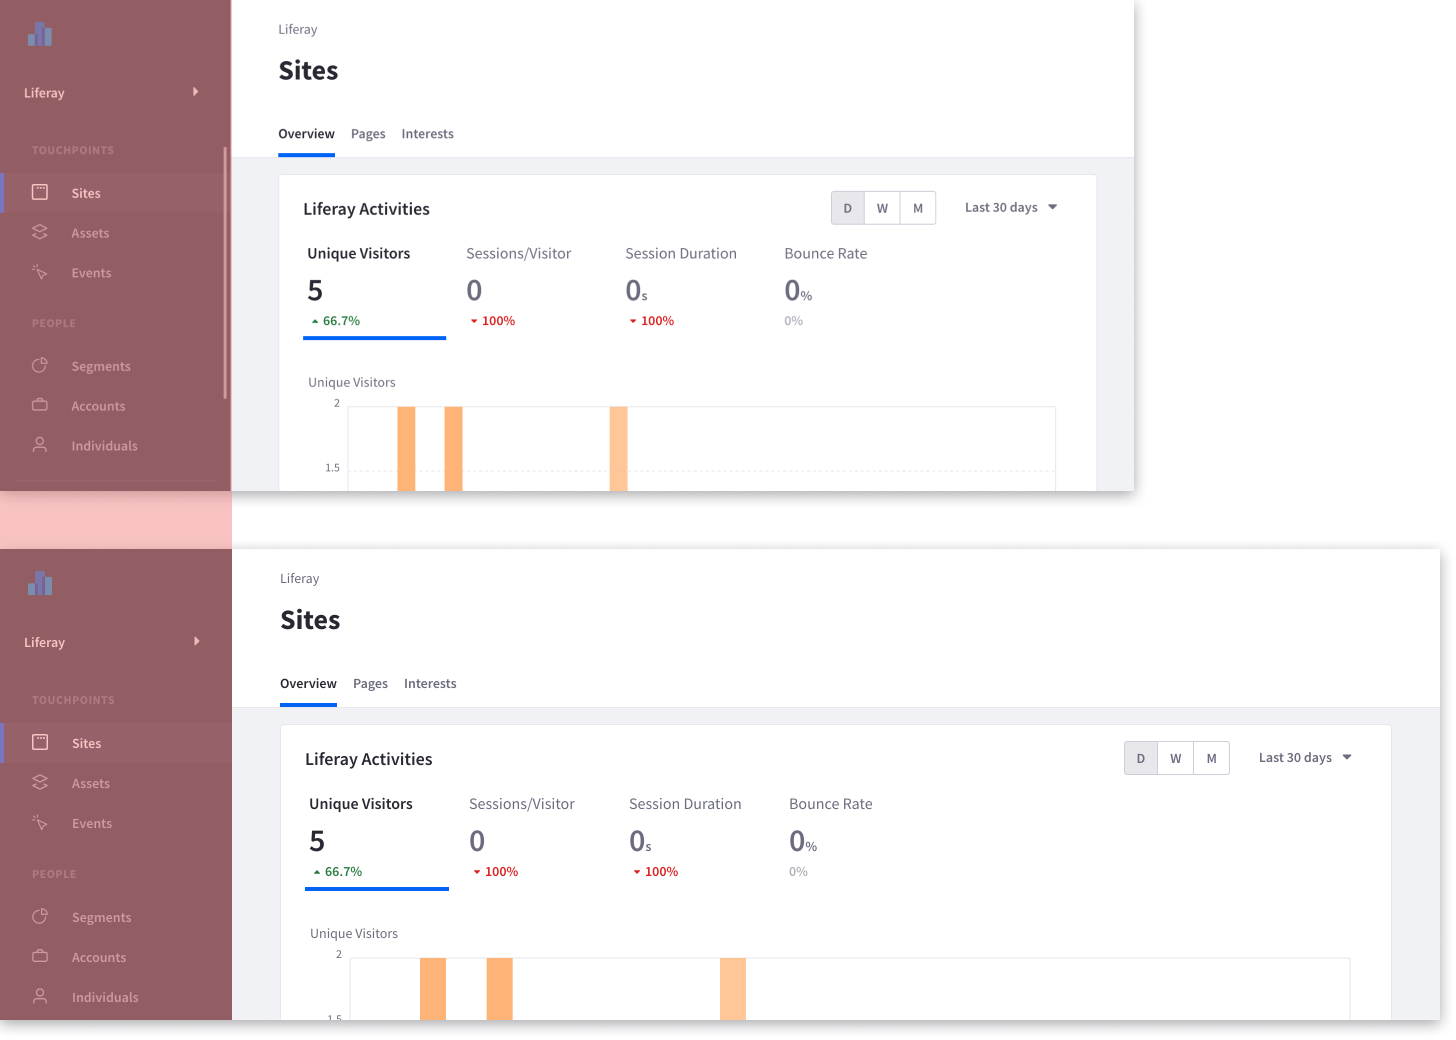 Liferay
Sites
Liferay
Overview Pages Interests
TOUCHPOINTS
Sites
Assets
Events
PEOPLE
Segments
Accounts
Individuals
Liferay Activities
D W M
Last 30 days
Unique Visitors Sessions/Visitor Session Duration Bounce Rate
5 0 0s 0%
66.7% 100% 100% 0%
Unique Visitors
2
1.5
Liferay
Sites
Liferay
Overview Pages Interests
TOUCHPOINTS
Sites
Assets
Events
PEOPLE
Segments
Accounts
Individuals
Liferay Activities
D W M
Last 30 days
Unique Visitors Sessions/Visitor Session Duration Bounce Rate
5 0 0s 0%
66.7% 100% 100% 0%
Unique Visitors
2
1.5